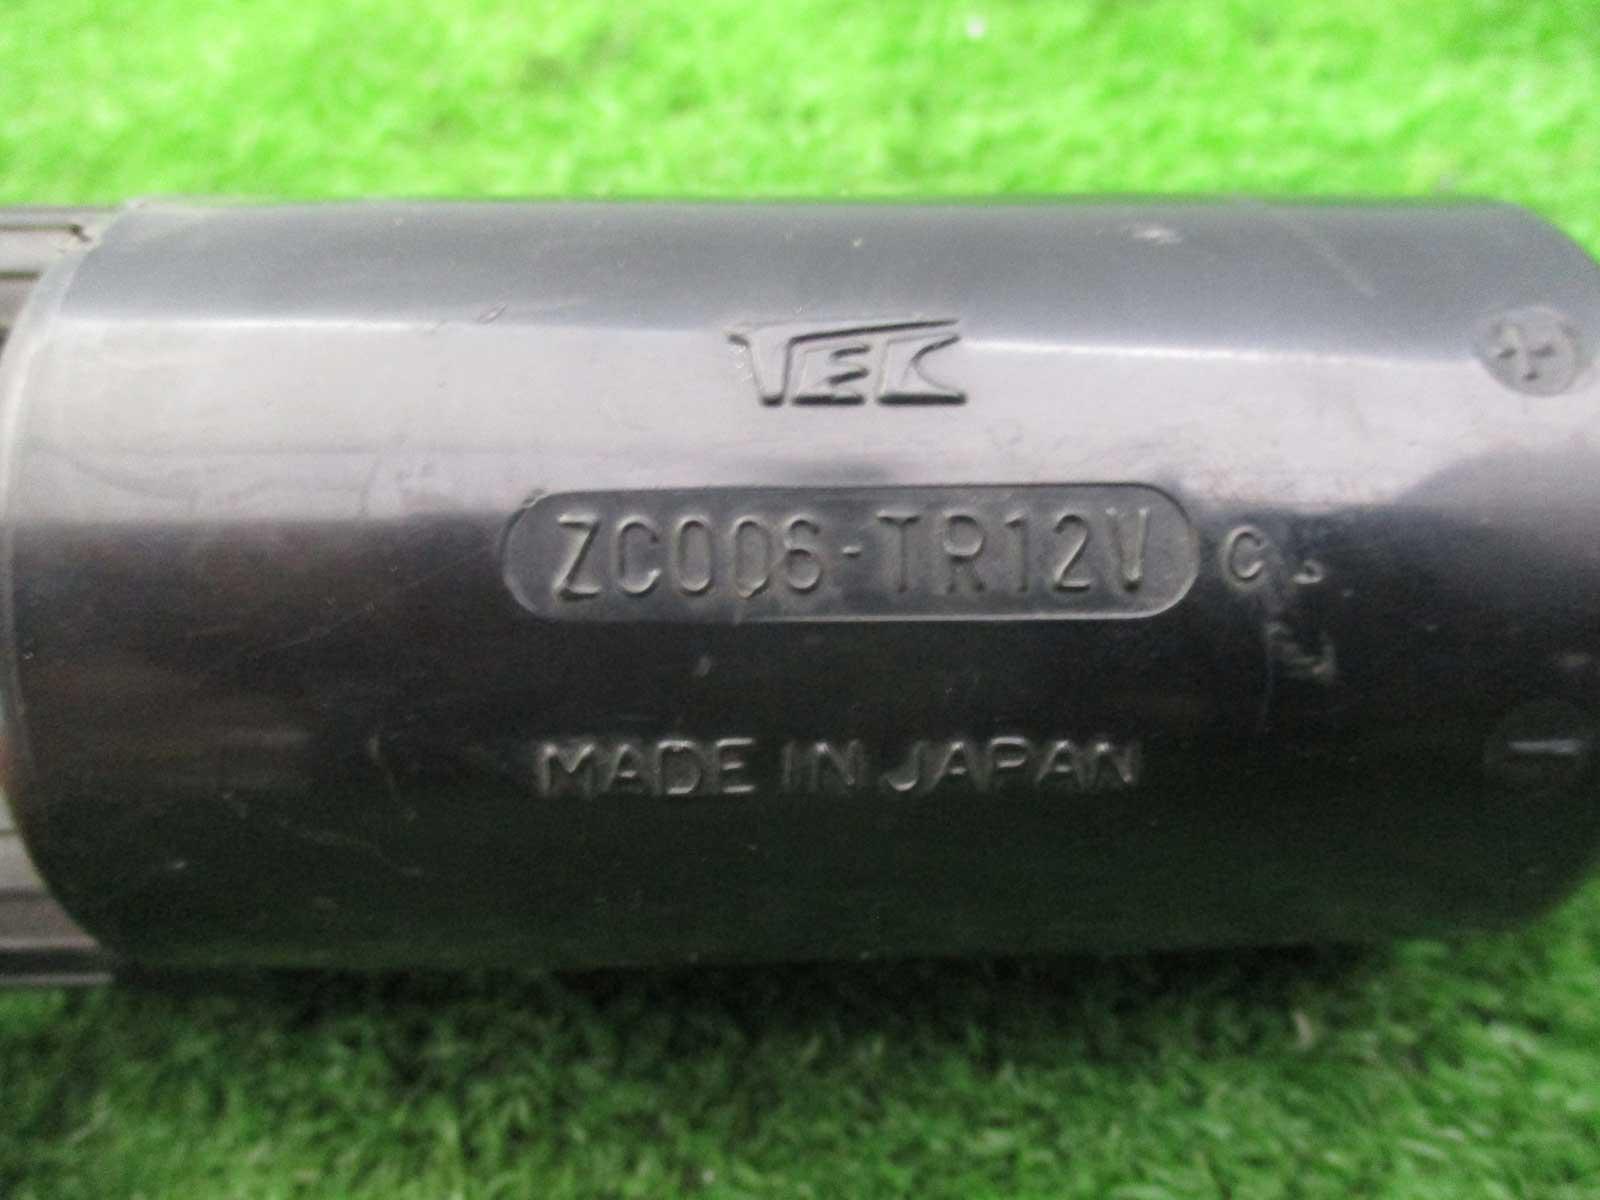 TEC
+
ZC006-TR12V C
MADE IN JAPAN
-